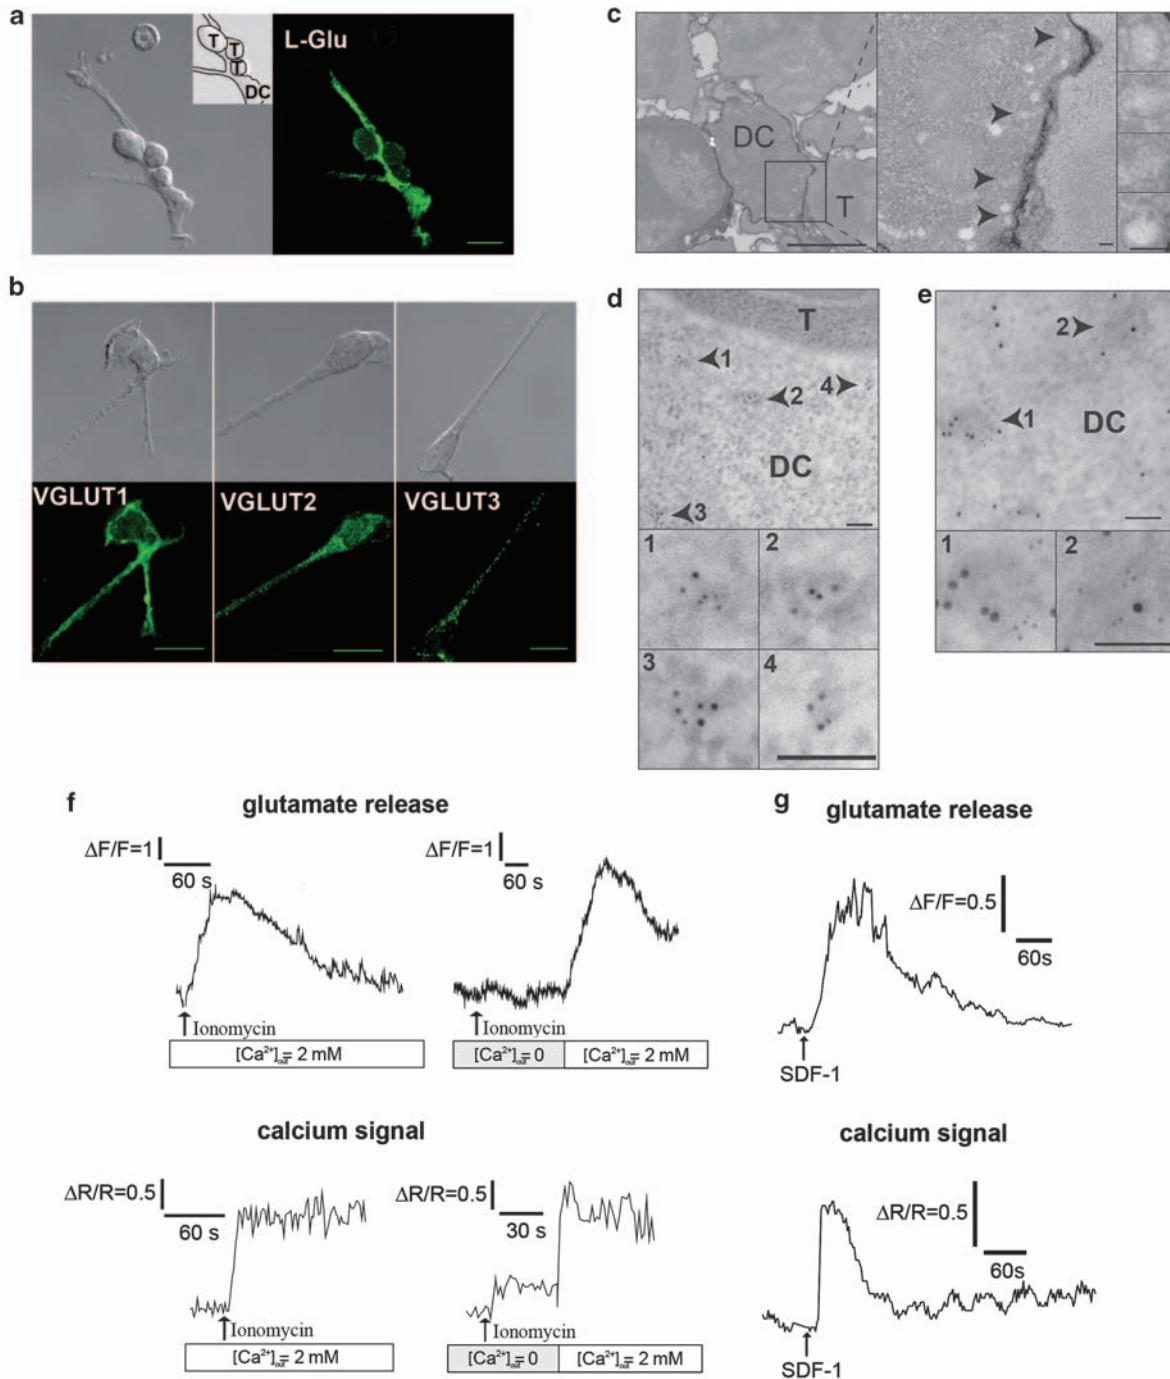 a
T
T
T
DC
L-Glu
b
VGLUT1
VGLUT2
VGLUT3
c
DC
T
d
T
1
2
4
DC
3
1
2
3
4
e
2
1
DC
1
2
f
glutamate release
ΔF/F=1
60 s
Ionomycin
[Ca²⁺]out= 2 mM
ΔF/F=1
60 s
Ionomycin
[Ca²⁺]out= 0
[Ca²⁺]out= 2 mM
calcium signal
ΔR/R=0.5
60 s
Ionomycin
[Ca²⁺]out= 2 mM
ΔR/R=0.5
30 s
Ionomycin
[Ca²⁺]out= 0
[Ca²⁺]out= 2 mM
g
glutamate release
ΔF/F=0.5
60s
SDF-1
calcium signal
ΔR/R=0.5
60s
SDF-1